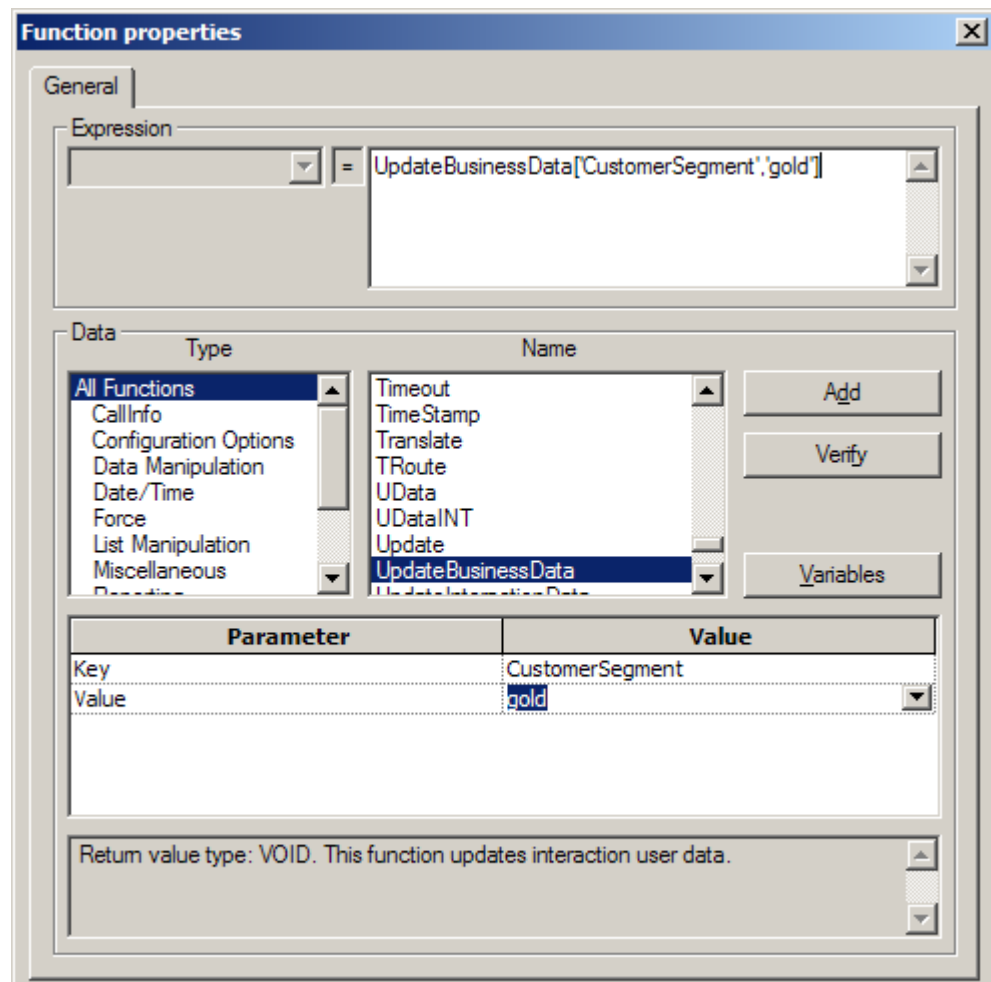 Function properties
General
Expression
=
UpdateBusinessData['CustomerSegment','gold']
Data
Type
Name
All Functions
CallInfo
Configuration Options
Data Manipulation
Date/Time
Force
List Manipulation
Miscellaneous
Reporting
Timeout
TimeStamp
Translate
TRoute
UData
UDataINT
Update
UpdateBusinessData
UpdateInteractionData
Add
Verify
Variables
Parameter Value
Key CustomerSegment
Value gold
Return value type: VOID. This function updates interaction user data.